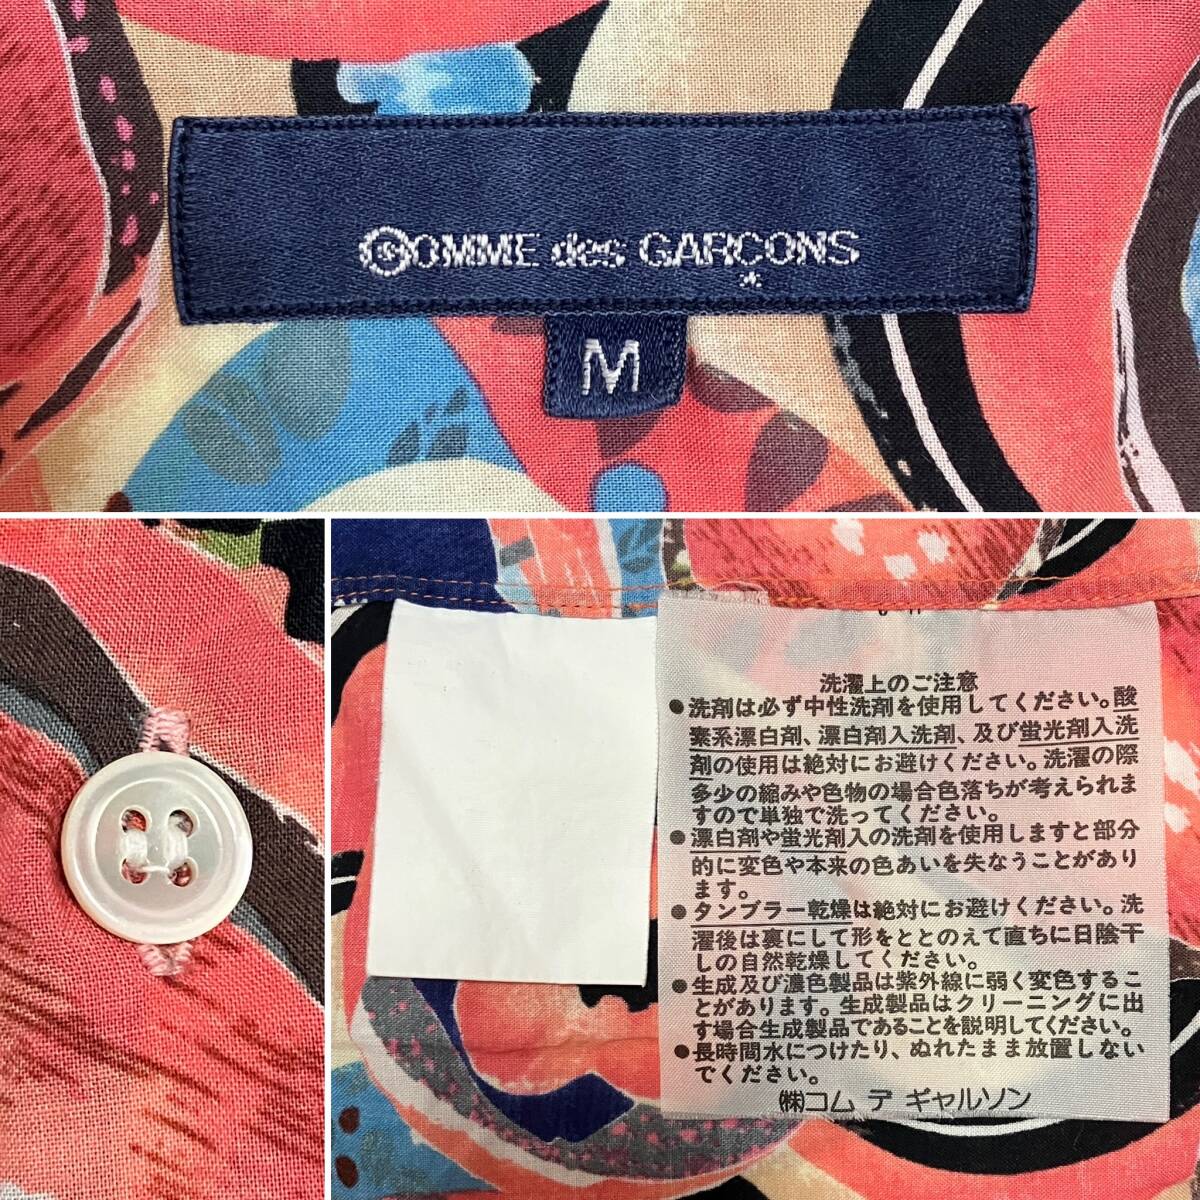 COMME des GARÇONS
M
洗濯上のご注意
●洗剤は必ず中性洗剤を使用してください。酸
素系漂白剤、漂白剤入洗剤、及び蛍光剤入洗
剤の使用は絶対にお避けください。洗濯の際
多少の縮みや色物の場合色落ちが考えられま
すので単独で洗ってください。
●漂白剤や蛍光剤入の洗剤を使用しますと部分
的に変色や本来の色あいを失なうことがあり
ます。
●タンブラー乾燥は絶対にお避けください。洗
濯後は裏にして形をととのえて直ちに日陰干
しの自然乾燥してください。
●生成及び濃色製品は紫外線に弱く変色するこ
とがあります。生成製品はクリーニングに出
す場合生成製品であることを説明してください。
●長時間水につけたり、ぬれたまま放置しない
でください。
㈱コム デ ギャルソン